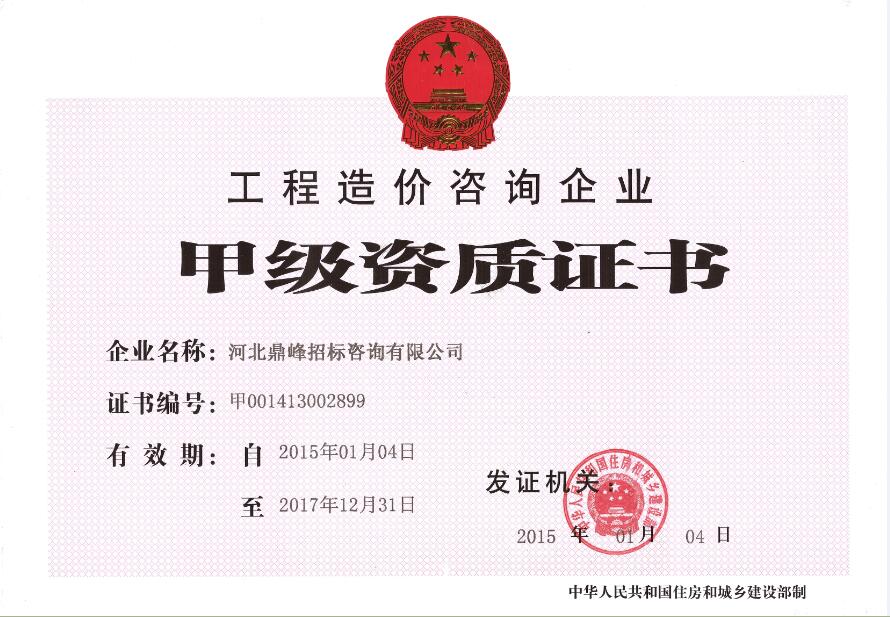 工程造价咨询企业
甲级资质证书
企业名称：河北鼎峰招标咨询有限公司
证书编号：甲001413002899
有效期：自 2015年01月04日
至 2017年12月31日
发证机关：
中华人民共和国住房和城乡建设部
2015 年 01月 04 日
中华人民共和国住房和城乡建设部制